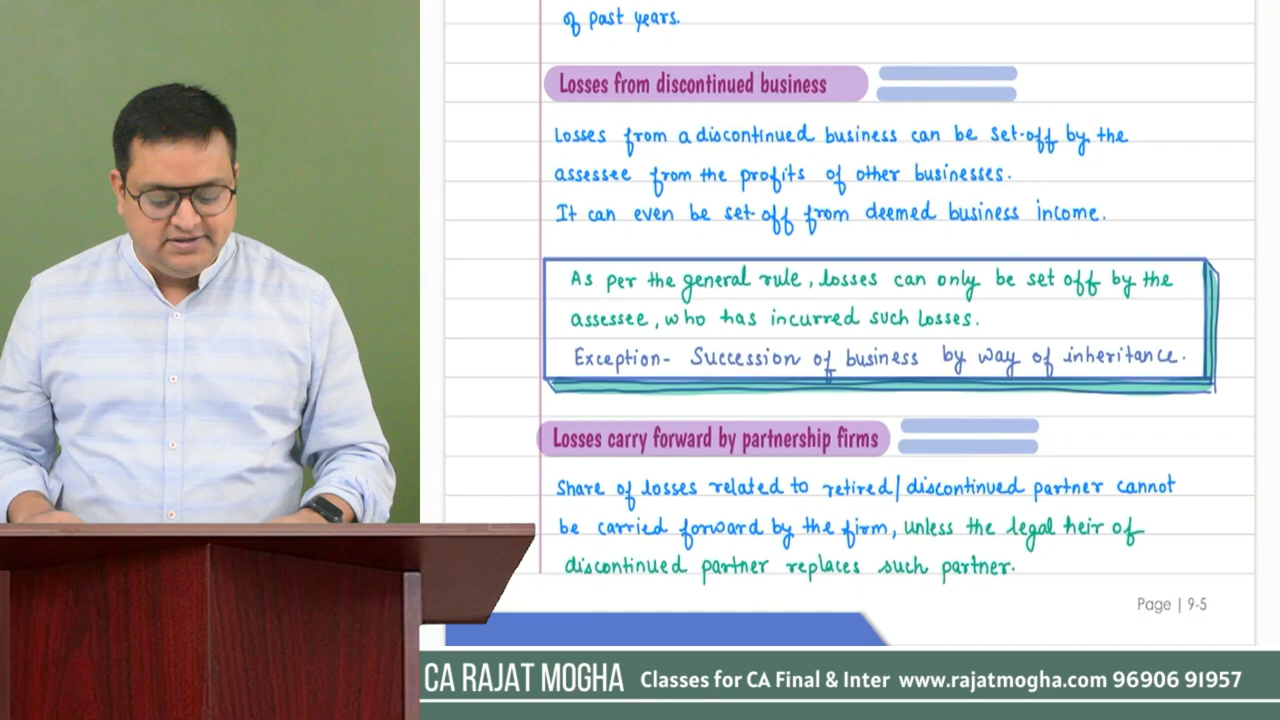 of past years.
Losses from discontinued business
Losses from a discontinued business can be set-off by the
assessee from the profits of other businesses.
It can even be set-off from deemed business income.
As per the general rule, losses can only be set off by the
assessee, who has incurred such losses.
Exception- Succession of business by way of inheritance.
Losses carry forward by partnership firms
Share of losses related to retired/discontinued partner cannot
be carried forward by the firm, unless the legal heir of
discontinued partner replaces such partner.
Page | 9-5
CA RAJAT MOGHA Classes for CA Final & Inter www.rajatmogha.com 96906 91957